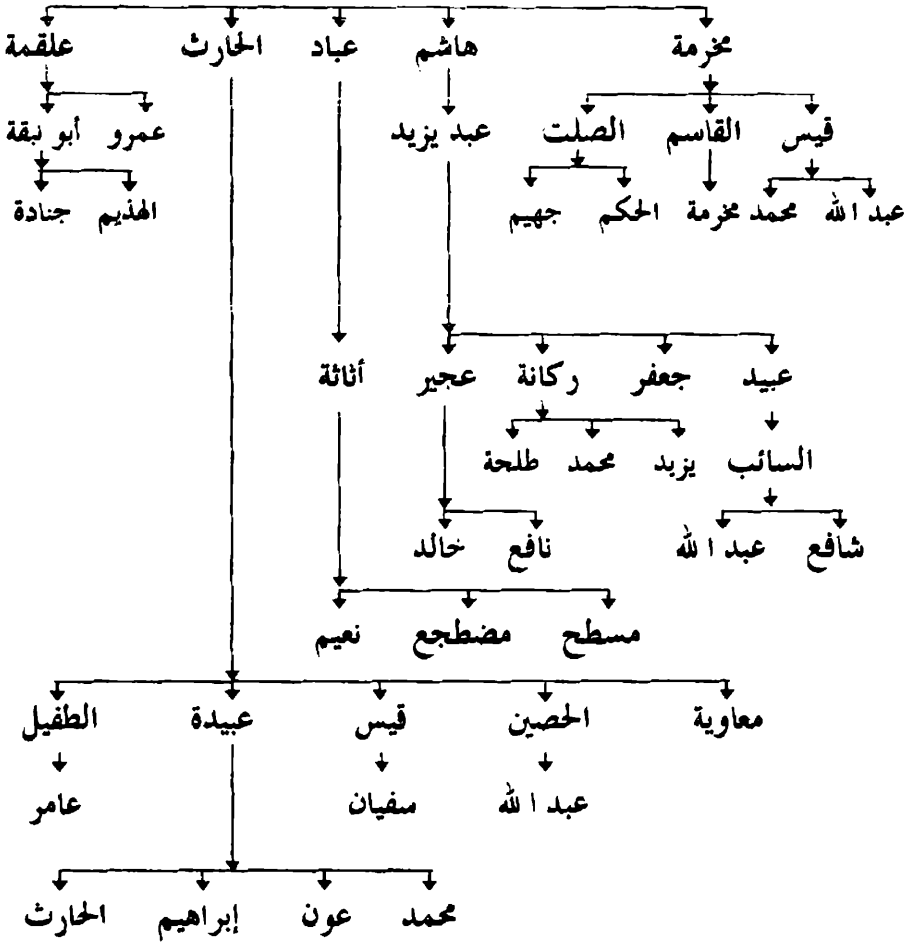 مخرمة هاشم عباد الحارث علقمة
قيس القاسم الصلت عبد يزيد عمرو أبو نبقة
عبد الله محمد مخرمة الحكم جهيم الهذيم جنادة
عبيد جعفر ركانة عجير أثاثة
السائب يزيد محمد طلحة
شافع عبد الله نافع خالد
مسطح مضطجع نعيم
معاوية الحصين قيس عبيدة الطفيل
عبد الله سفيان عامر
محمد عون إبراهيم الحارث